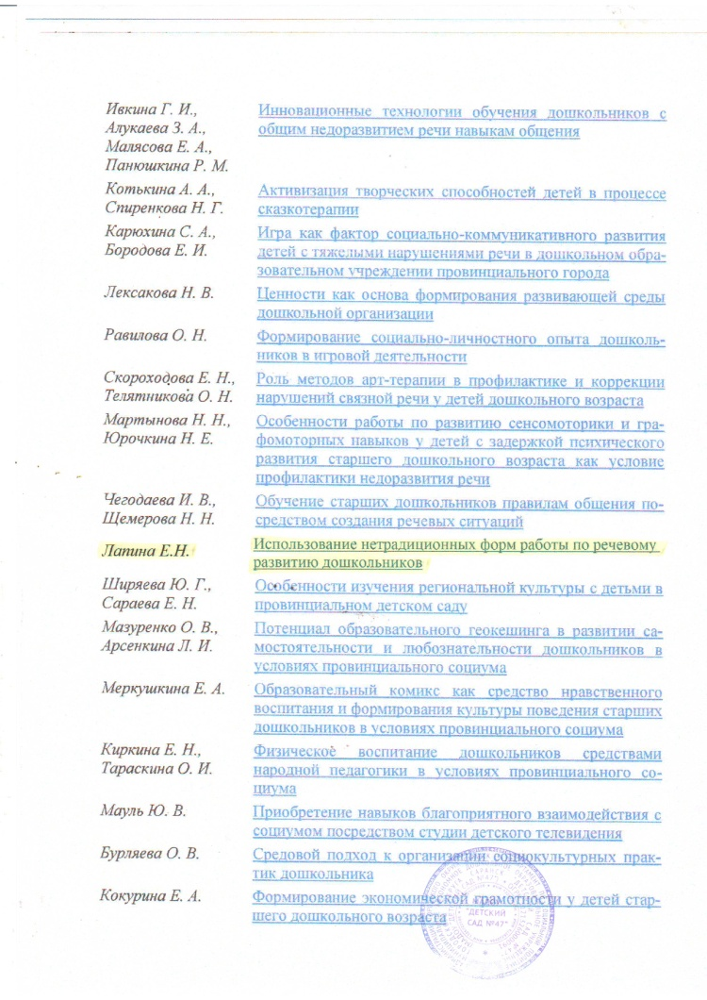 Ивкина Г. И., Инновационные технологии обучения дошкольников с
Алукаева З. А., общим недоразвитием речи навыкам общения
Малясова Е. А.,
Панюшкина Р. М.
Котькина А. А., Активизация творческих способностей детей в процессе
Спиренкова Н. Г. сказкотерапии
Карюхина С. А., Игра как фактор социально-коммуникативного развития
Бородова Е. И. детей с тяжелыми нарушениями речи в дошкольном обра-
зовательном учреждении провинциального города
Лексакова Н. В. Ценности как основа формирования развивающей среды
дошкольной организации
Равилова О. Н. Формирование социально-личностного опыта дошколь-
ников в игровой деятельности
Скороходова Е. Н., Роль методов арт-терапии в профилактике и коррекции
Телятникова О. Н. нарушений связной речи у детей дошкольного возраста
Мартынова Н. Н., Особенности работы по развитию сенсомоторики и гра-
Юрочкина Н. Е. фомоторных навыков у детей с задержкой психического
развития старшего дошкольного возраста как условие
профилактики недоразвития речи
Чегодаева И. В., Обучение старших дошкольников правилам общения по-
Щемерова Н. Н. средством создания речевых ситуаций
Лапина Е.Н. Использование нетрадиционных форм работы по речевому
развитию дошкольников
Ширяева Ю. Г., Особенности изучения региональной культуры с детьми в
Сараева Е. Н. провинциальном детском саду
Мазуренко О. В., Потенциал образовательного геокешинга в развитии са-
Арсенкина Л. И. мостоятельности и любознательности дошкольников в
условиях провинциального социума
Меркушкина Е. А. Образовательный комикс как средство нравственного
воспитания и формирования культуры поведения старших
дошкольников в условиях провинциального социума
Киркина Е. Н., Физическое воспитание дошкольников средствами
Тараскина О. И. народной педагогики в условиях провинциального со-
циума
Мауль Ю. В. Приобретение навыков благоприятного взаимодействия с
социумом посредством студии детского телевидения
Бурляева О. В. Средовой подход к организации социокультурных прак-
тик дошкольника
Кокурина Е. А. Формирование экономической грамотности у детей стар-
шего дошкольного возраста
"ДЕТСКИЙ
САД №47"